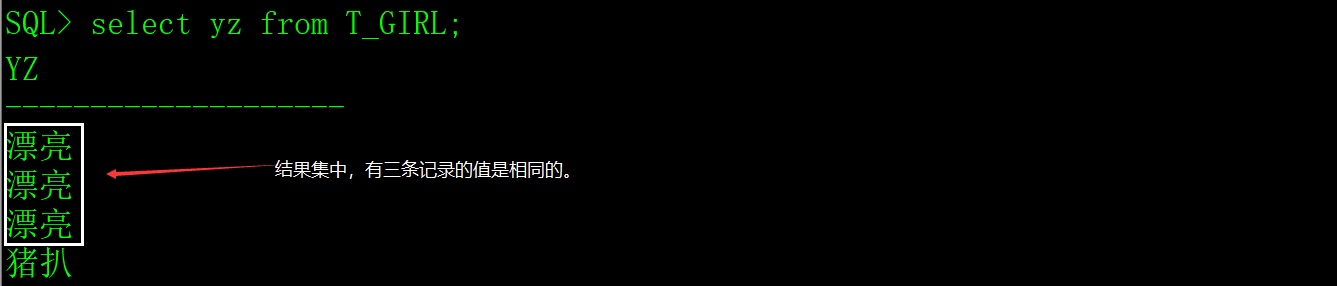 SQL> select yz from T_GIRL;
YZ
--------------------
漂亮
结果集中，有三条记录的值是相同的。
漂亮
漂亮
猪扒